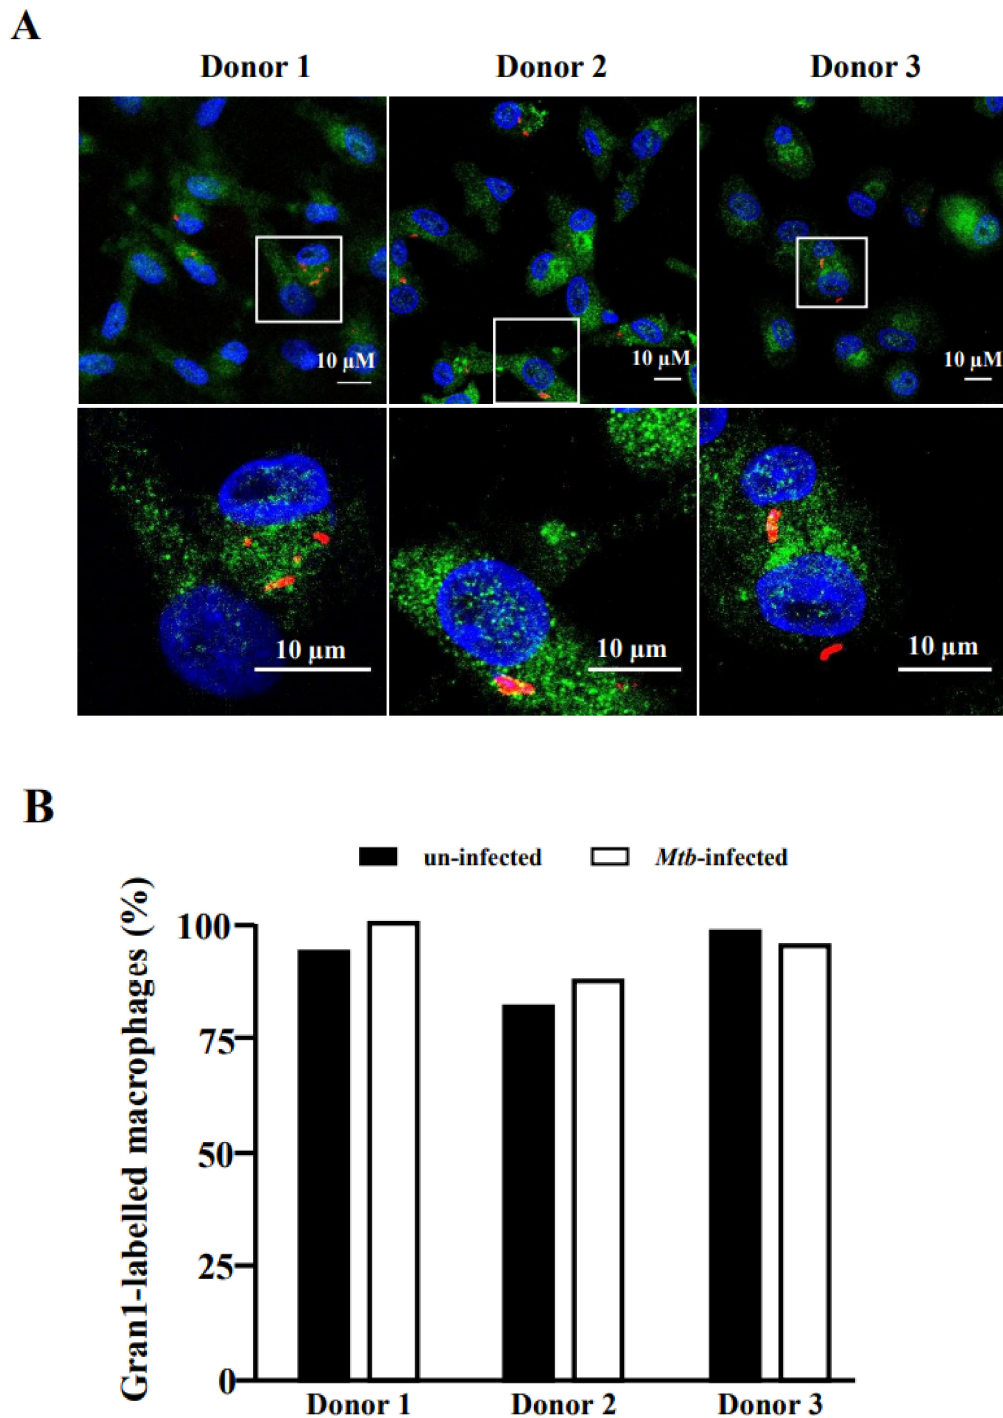 A
Donor 1 Donor 2 Donor 3
10 µM 10 µM 10 µM
10 µm 10 µm 10 µm
B
un-infected Mtb-infected
Gran1-labelled macrophages (%)
100
75
50
25
0
Donor 1 Donor 2 Donor 3